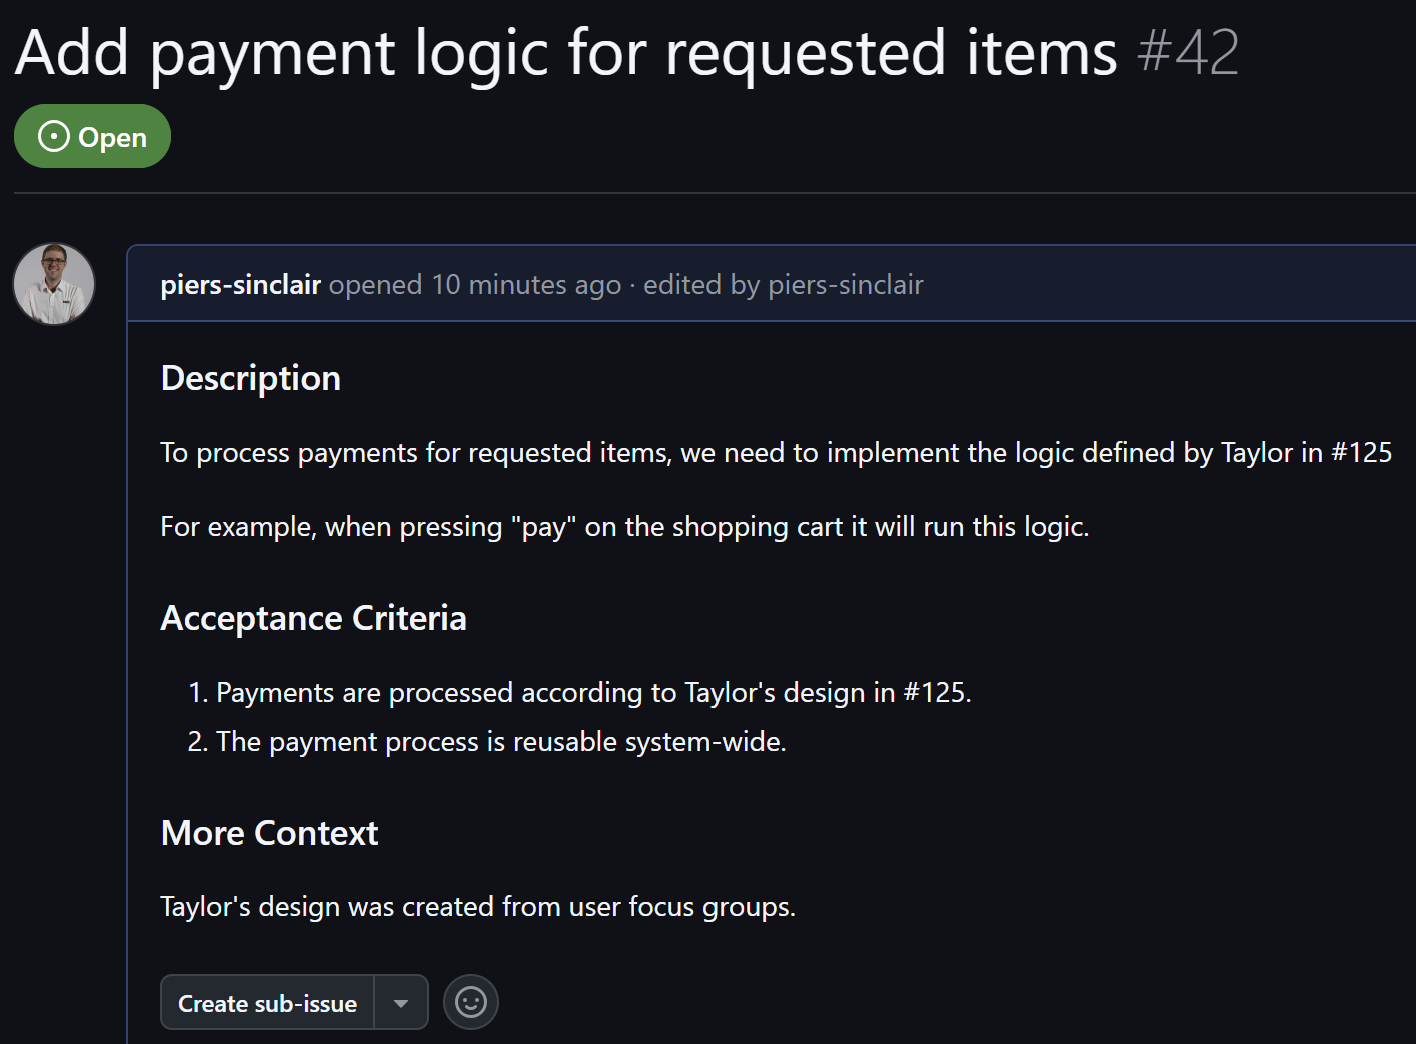 Add payment logic for requested items #42
Open
piers-sinclair opened 10 minutes ago · edited by piers-sinclair
Description
To process payments for requested items, we need to implement the logic defined by Taylor in #125
For example, when pressing "pay" on the shopping cart it will run this logic.
Acceptance Criteria
1. Payments are processed according to Taylor's design in #125.
2. The payment process is reusable system-wide.
More Context
Taylor's design was created from user focus groups.
Create sub-issue